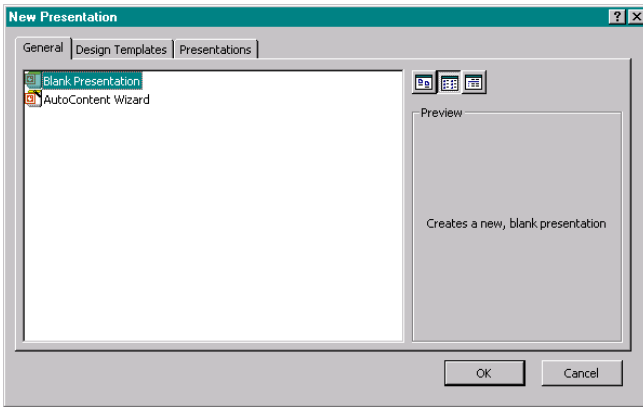 New Presentation
General Design Templates Presentations
Blank Presentation
AutoContent Wizard
Preview
Creates a new, blank presentation
OK Cancel